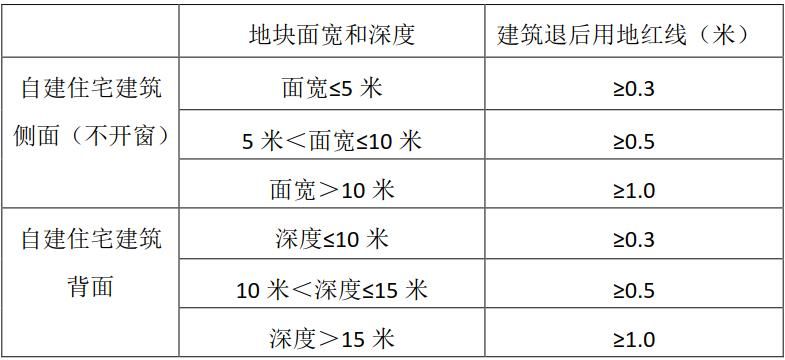 地块面宽和深度 建筑退后用地红线（米）
自建住宅建筑侧面（不开窗） 面宽≤5 米 ≥0.3
5 米＜面宽≤10 米 ≥0.5
面宽＞10 米 ≥1.0
自建住宅建筑背面 深度≤10 米 ≥0.3
10 米＜深度≤15 米 ≥0.5
深度＞15 米 ≥1.0